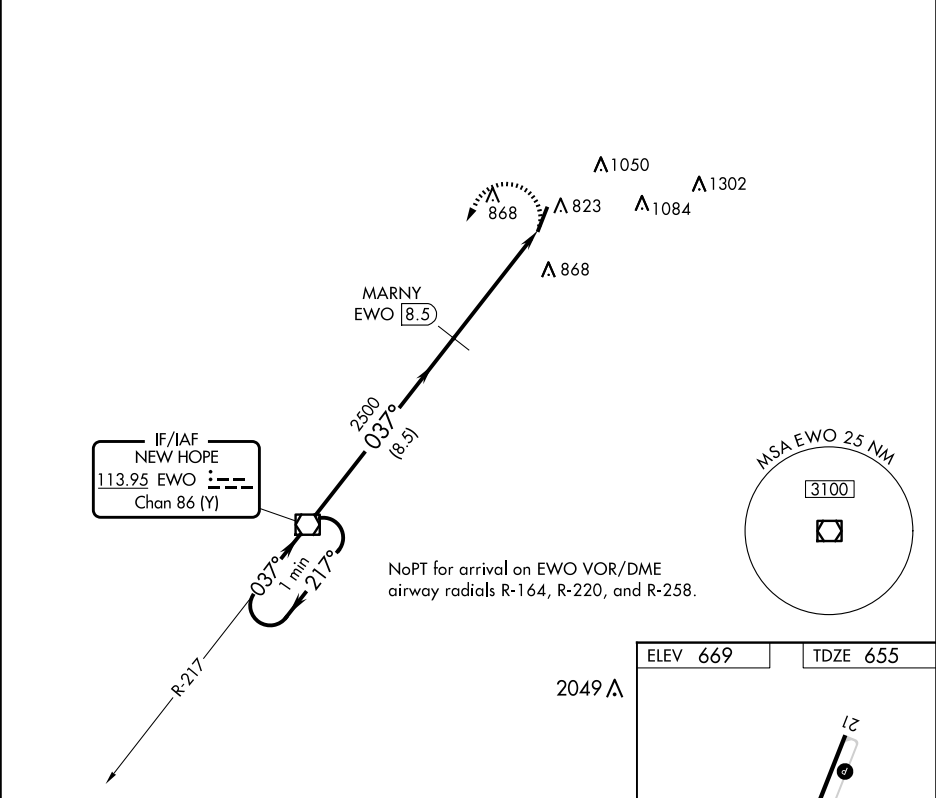 1050
1302
868
823
1084
868
MARNY
EWO 8.5
2500
037°
(8.5)
IF/IAF
NEW HOPE
113.95 EWO
Chan 86 (Y)
037°
1 min
217°
NoPT for arrival on EWO VOR/DME
airway radials R-164, R-220, and R-258.
MSA EWO 25 NM
3100
R-217
2049
ELEV 669
TDZE 655
21
P